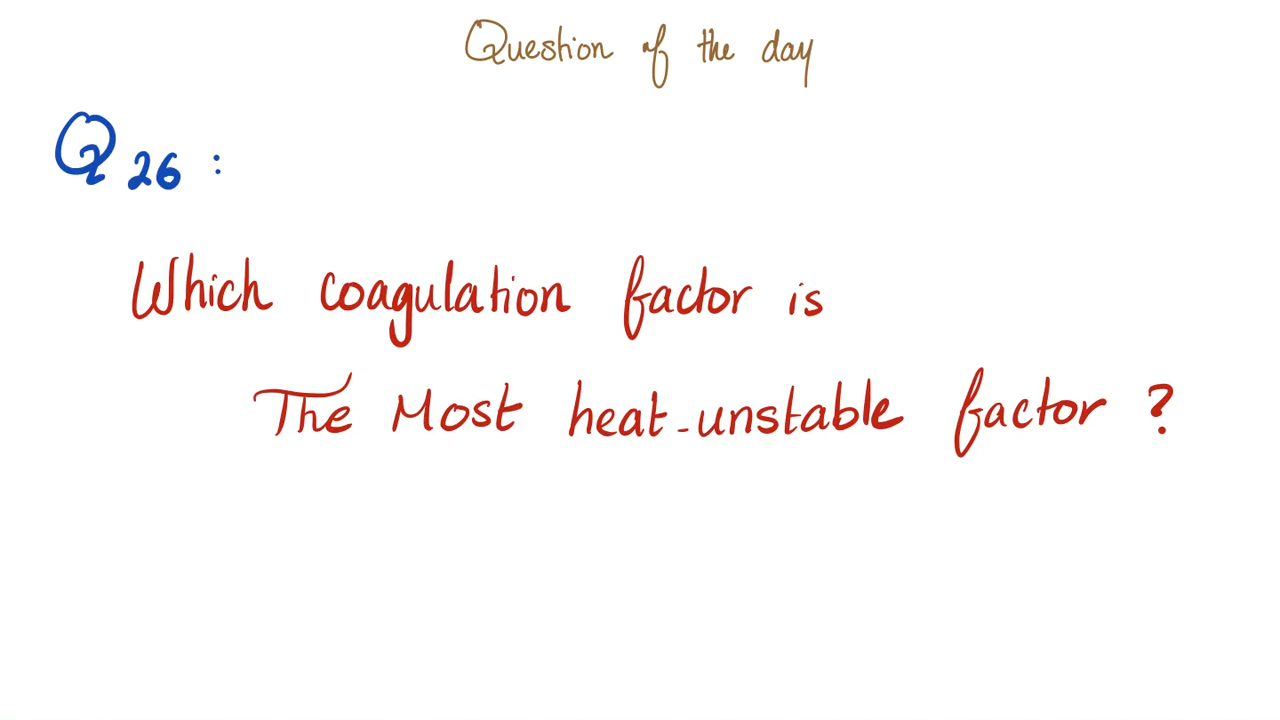 Question of the day
Q26 :
Which coagulation factor is
The Most heat-unstable factor ?